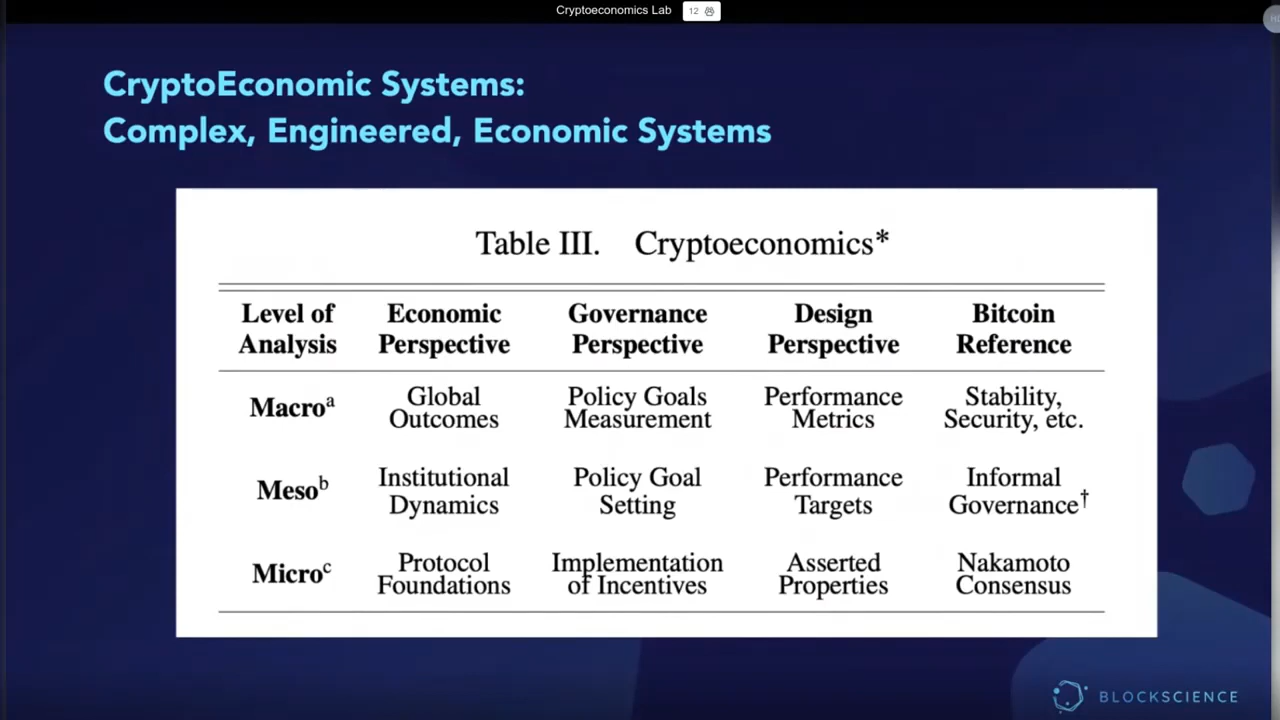 Cryptoeconomics Lab
12
CryptoEconomic Systems:
Complex, Engineered, Economic Systems
Table III. Cryptoeconomics*
Level of Analysis Economic Perspective Governance Perspective Design Perspective Bitcoin Reference
Macroᵃ Global Outcomes Policy Goals Measurement Performance Metrics Stability, Security, etc.
Mesoᵇ Institutional Dynamics Policy Goal Setting Performance Targets Informal Governance†
Microᶜ Protocol Foundations Implementation of Incentives Asserted Properties Nakamoto Consensus
BLOCKSCIENCE